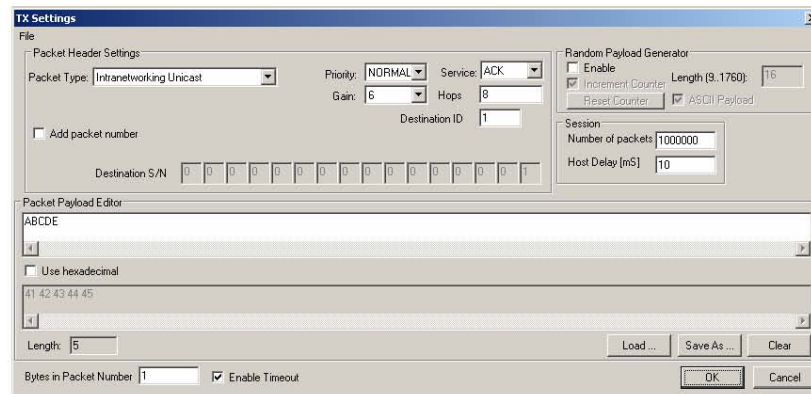 TX Settings
File
Packet Header Settings
Packet Type: Intranetworking Unicast
Priority: NORMAL Service: ACK
Gain: 6 Hops 8
Destination ID 1
Add packet number
Destination S/N 0 0 0 0 0 0 0 0 0 0 0 0 0 0 0 1
Random Payload Generator
Enable
Increment Counter Length (9..1760): 16
Reset Counter ASCII Payload
Session
Number of packets 1000000
Host Delay [mS] 10
Packet Payload Editor
ABCDE
Use hexadecimal
41 42 43 44 45
Length: 5
Load ... Save As ... Clear
Bytes in Packet Number 1 Enable Timeout
OK Cancel